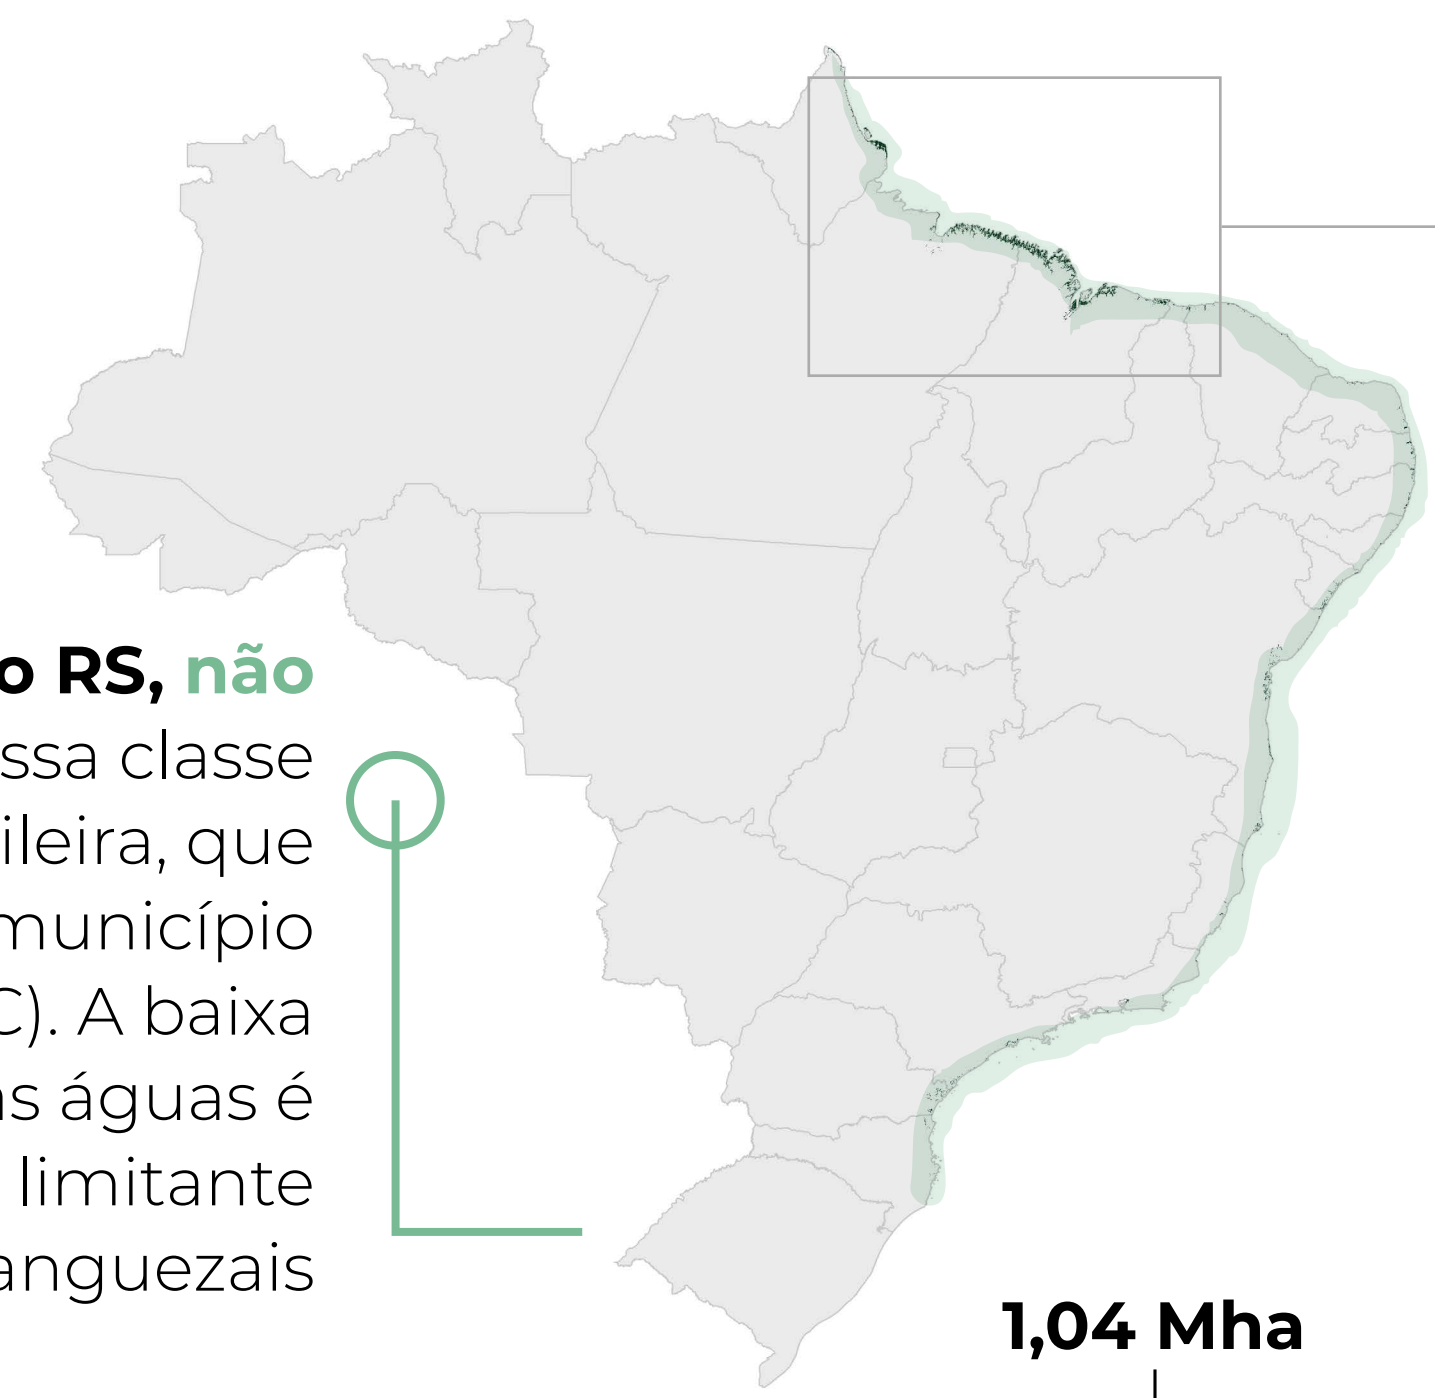 o RS, não
ssa classe
ileira, que
município
C). A baixa
as águas é
limitante
anguezais
1,04 Mha